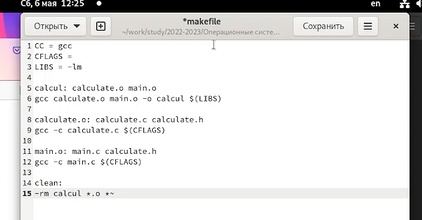 Сб, 6 мая 12:25
en
Открыть
*makefile
~/work/study/2022-2023/Операционные систе...
Сохранить
1 CC = gcc
2 CFLAGS =
3 LIBS = -lm
4
5 calcul: calculate.o main.o
6 gcc calculate.o main.o -o calcul $(LIBS)
7
8 calculate.o: calculate.c calculate.h
9 gcc -c calculate.c $(CFLAGS)
10
11 main.o: main.c calculate.h
12 gcc -c main.c $(CFLAGS)
13
14 clean:
15 -rm calcul *.o *~